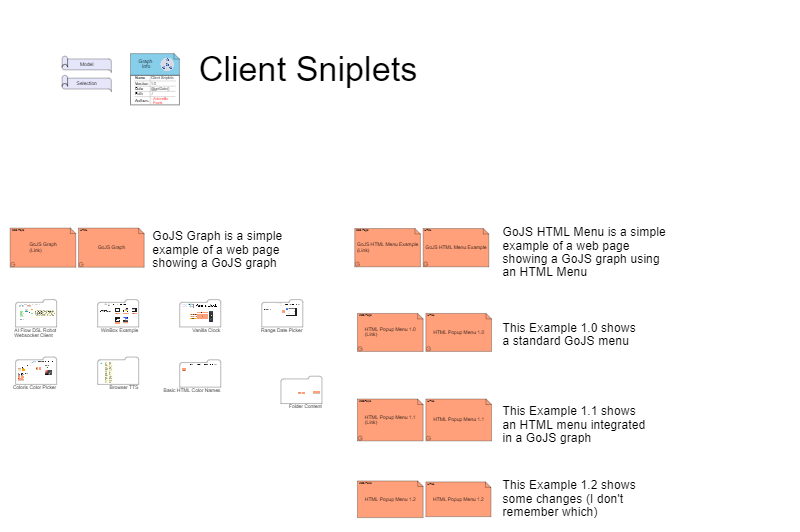 Client Sniplets
Model
Selection
Graph
Info
GoJS Graph
(Link)
GoJS Graph
GoJS Graph is a simple
example of a web page
showing a GoJS graph
GoJS HTML Menu Example
(Link)
GoJS HTML Menu Example
GoJS HTML Menu is a simple
example of a web page
showing a GoJS graph using
an HTML Menu
AI Flow DSL Robot
Websocket Client
WinBox Example
Vanilla Clock
Range Date Picker
HTML Popup Menu 1.0
(Link)
HTML Popup Menu 1.0
This Example 1.0 shows
a standard GoJS menu
Coloris Color Picker
Browser TTS
Basic HTML Color Names
Folder Content
HTML Popup Menu 1.1
(Link)
HTML Popup Menu 1.1
This Example 1.1 shows
an HTML menu integrated
in a GoJS graph
HTML Popup Menu 1.2
HTML Popup Menu 1.2
This Example 1.2 shows
some changes (I don't
remember which)